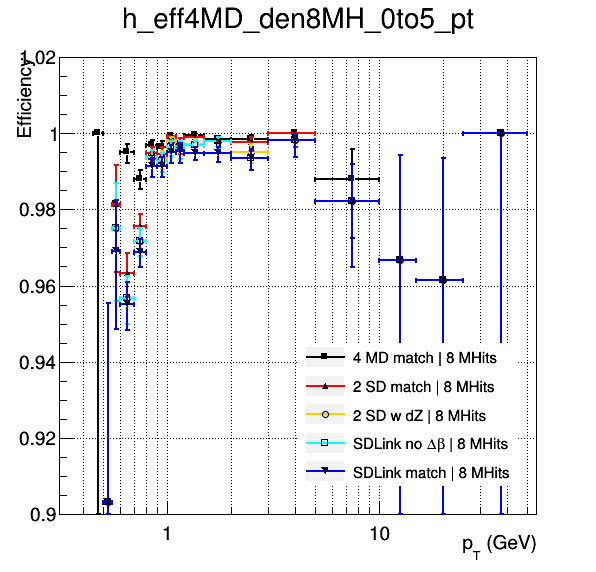 h_eff4MD_den8MH_0to5_pt
Efficiency
1.02
1
0.98
0.96
0.94
0.92
0.9
4 MD match | 8 MHits
2 SD match | 8 MHits
2 SD w dZ | 8 MHits
SDLink no Δβ | 8 MHits
SDLink match | 8 MHits
1
10
p_T (GeV)